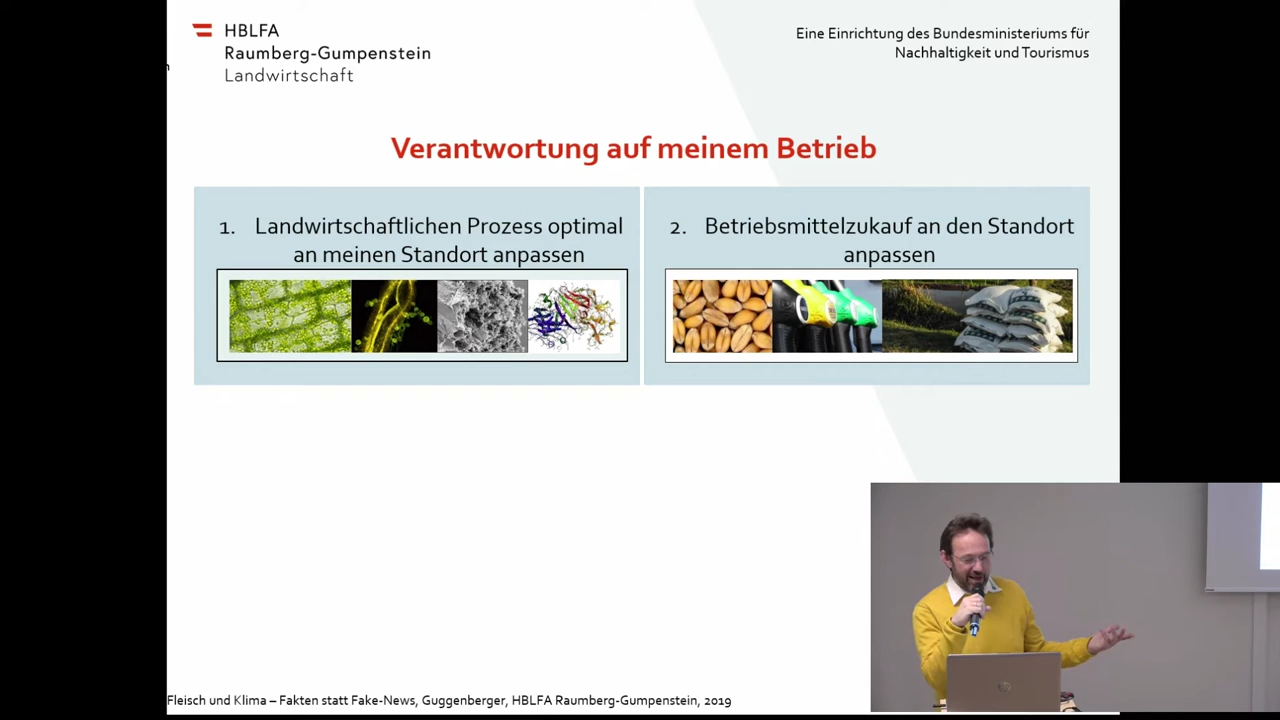 HBLFA
Raumberg-Gumpenstein
Landwirtschaft
Eine Einrichtung des Bundesministeriums für
Nachhaltigkeit und Tourismus
Verantwortung auf meinem Betrieb
1. Landwirtschaftlichen Prozess optimal
an meinen Standort anpassen
2. Betriebsmittelzukauf an den Standort
anpassen
Fleisch und Klima – Fakten statt Fake-News, Guggenberger, HBLFA Raumberg-Gumpenstein, 2019